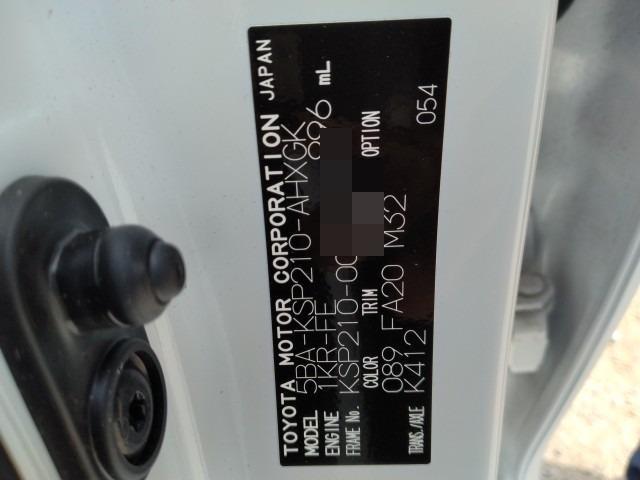 TOYOTA MOTOR CORPORATION JAPAN
MODEL 5BA-KSP210-AHXGK
ENGINE 1KR-FE 996 mL
FRAME No. KSP210-00
COLOR TRIM OPTION
089 FA20 M32
TRANS./AXLE K412 054